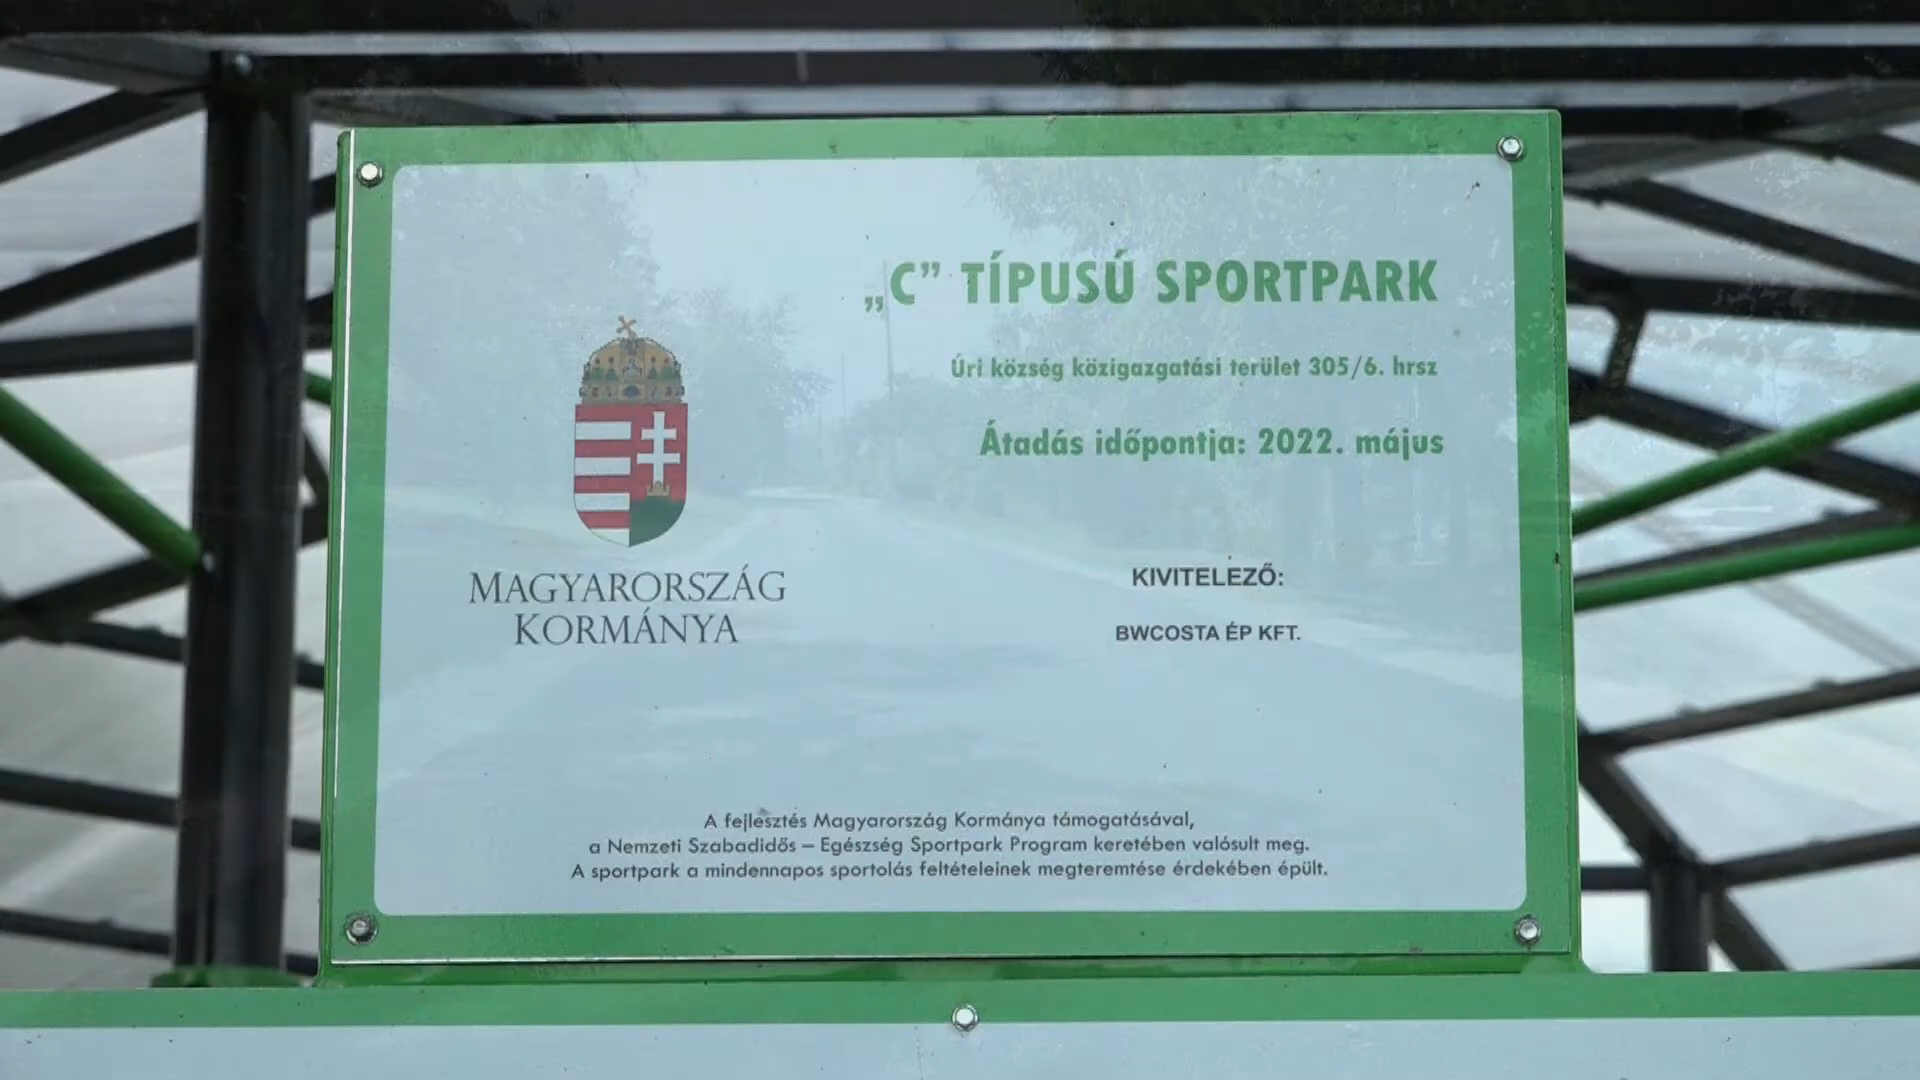 „C” TÍPUSÚ SPORTPARK
Úri község közigazgatási terület 305/6. hrsz
Átadás időpontja: 2022. május
MAGYARORSZÁG
KORMÁNYA
KIVITELEZŐ:
BWCOSTA ÉP KFT.
A fejlesztés Magyarország Kormánya támogatásával,
a Nemzeti Szabadidős – Egészség Sportpark Program keretében valósult meg.
A sportpark a mindennapos sportolás feltételeinek megteremtése érdekében épült.